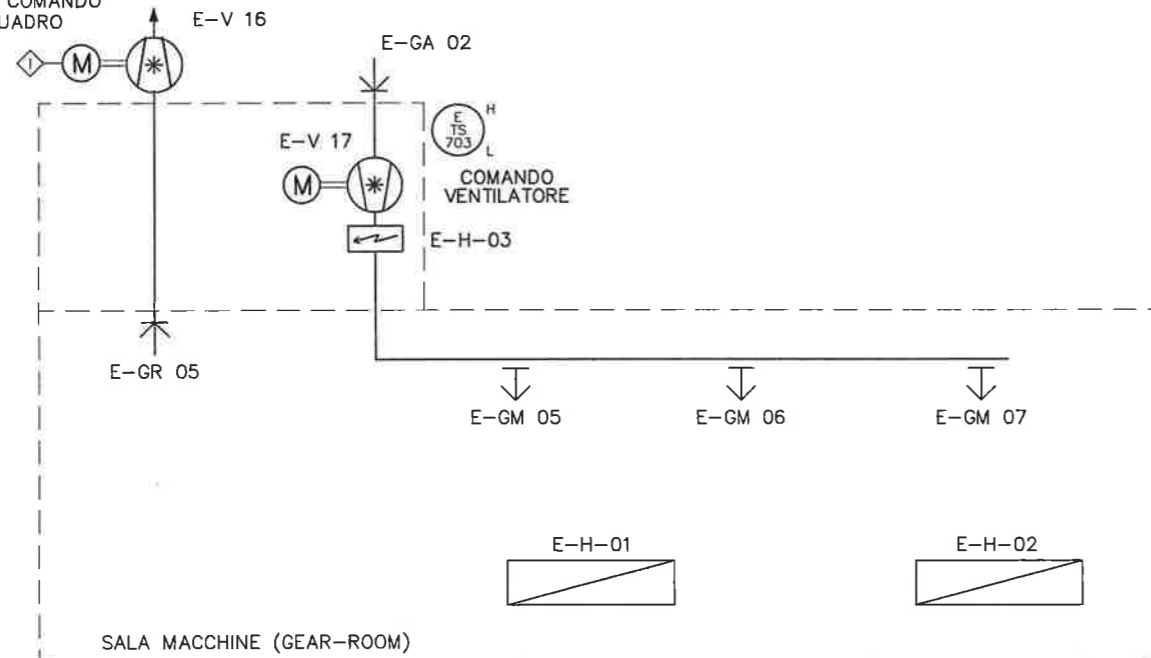 COMANDO
E-V 16
I
M
E-GA 02
E
TS
703
H
L
E-V 17
M
COMANDO
VENTILATORE
E-H-03
E-GR 05
E-GM 05
E-GM 06
E-GM 07
E-H-01
E-H-02
SALA MACCHINE (GEAR-ROOM)